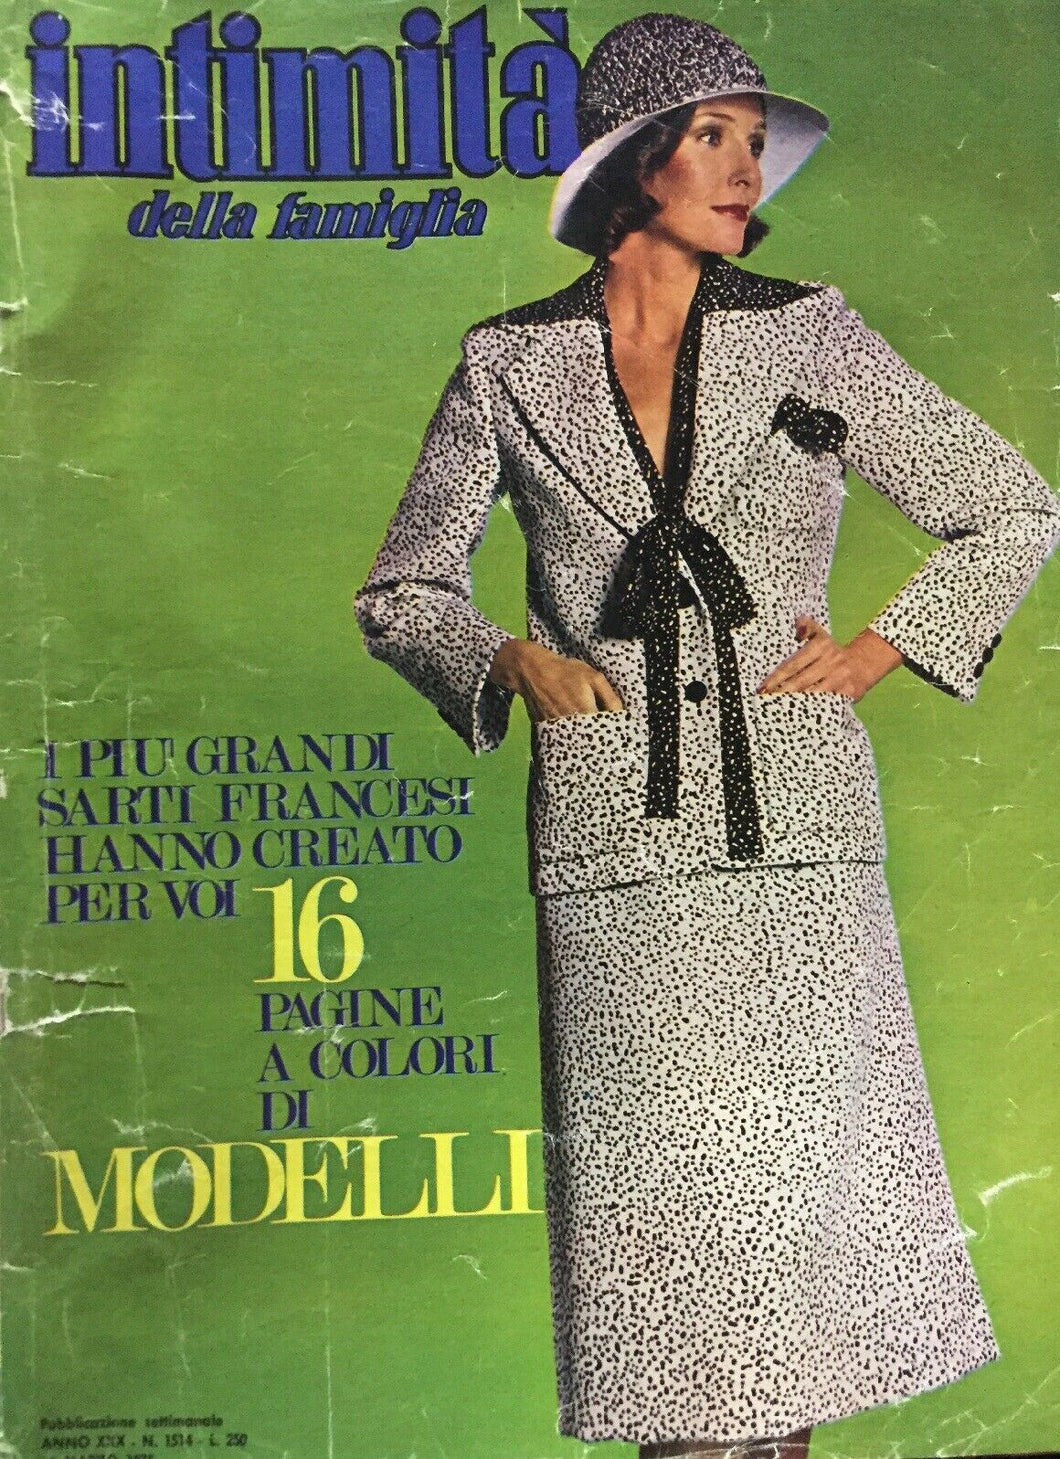 intimità
della famiglia
I PIU' GRANDI
SARTI FRANCESI
HANNO CREATO
PER VOI 16
PAGINE
A COLORI
DI
MODELLI
Pubblicazione settimanale
ANNO XXX - N. 1514 - L. 250
MARZO